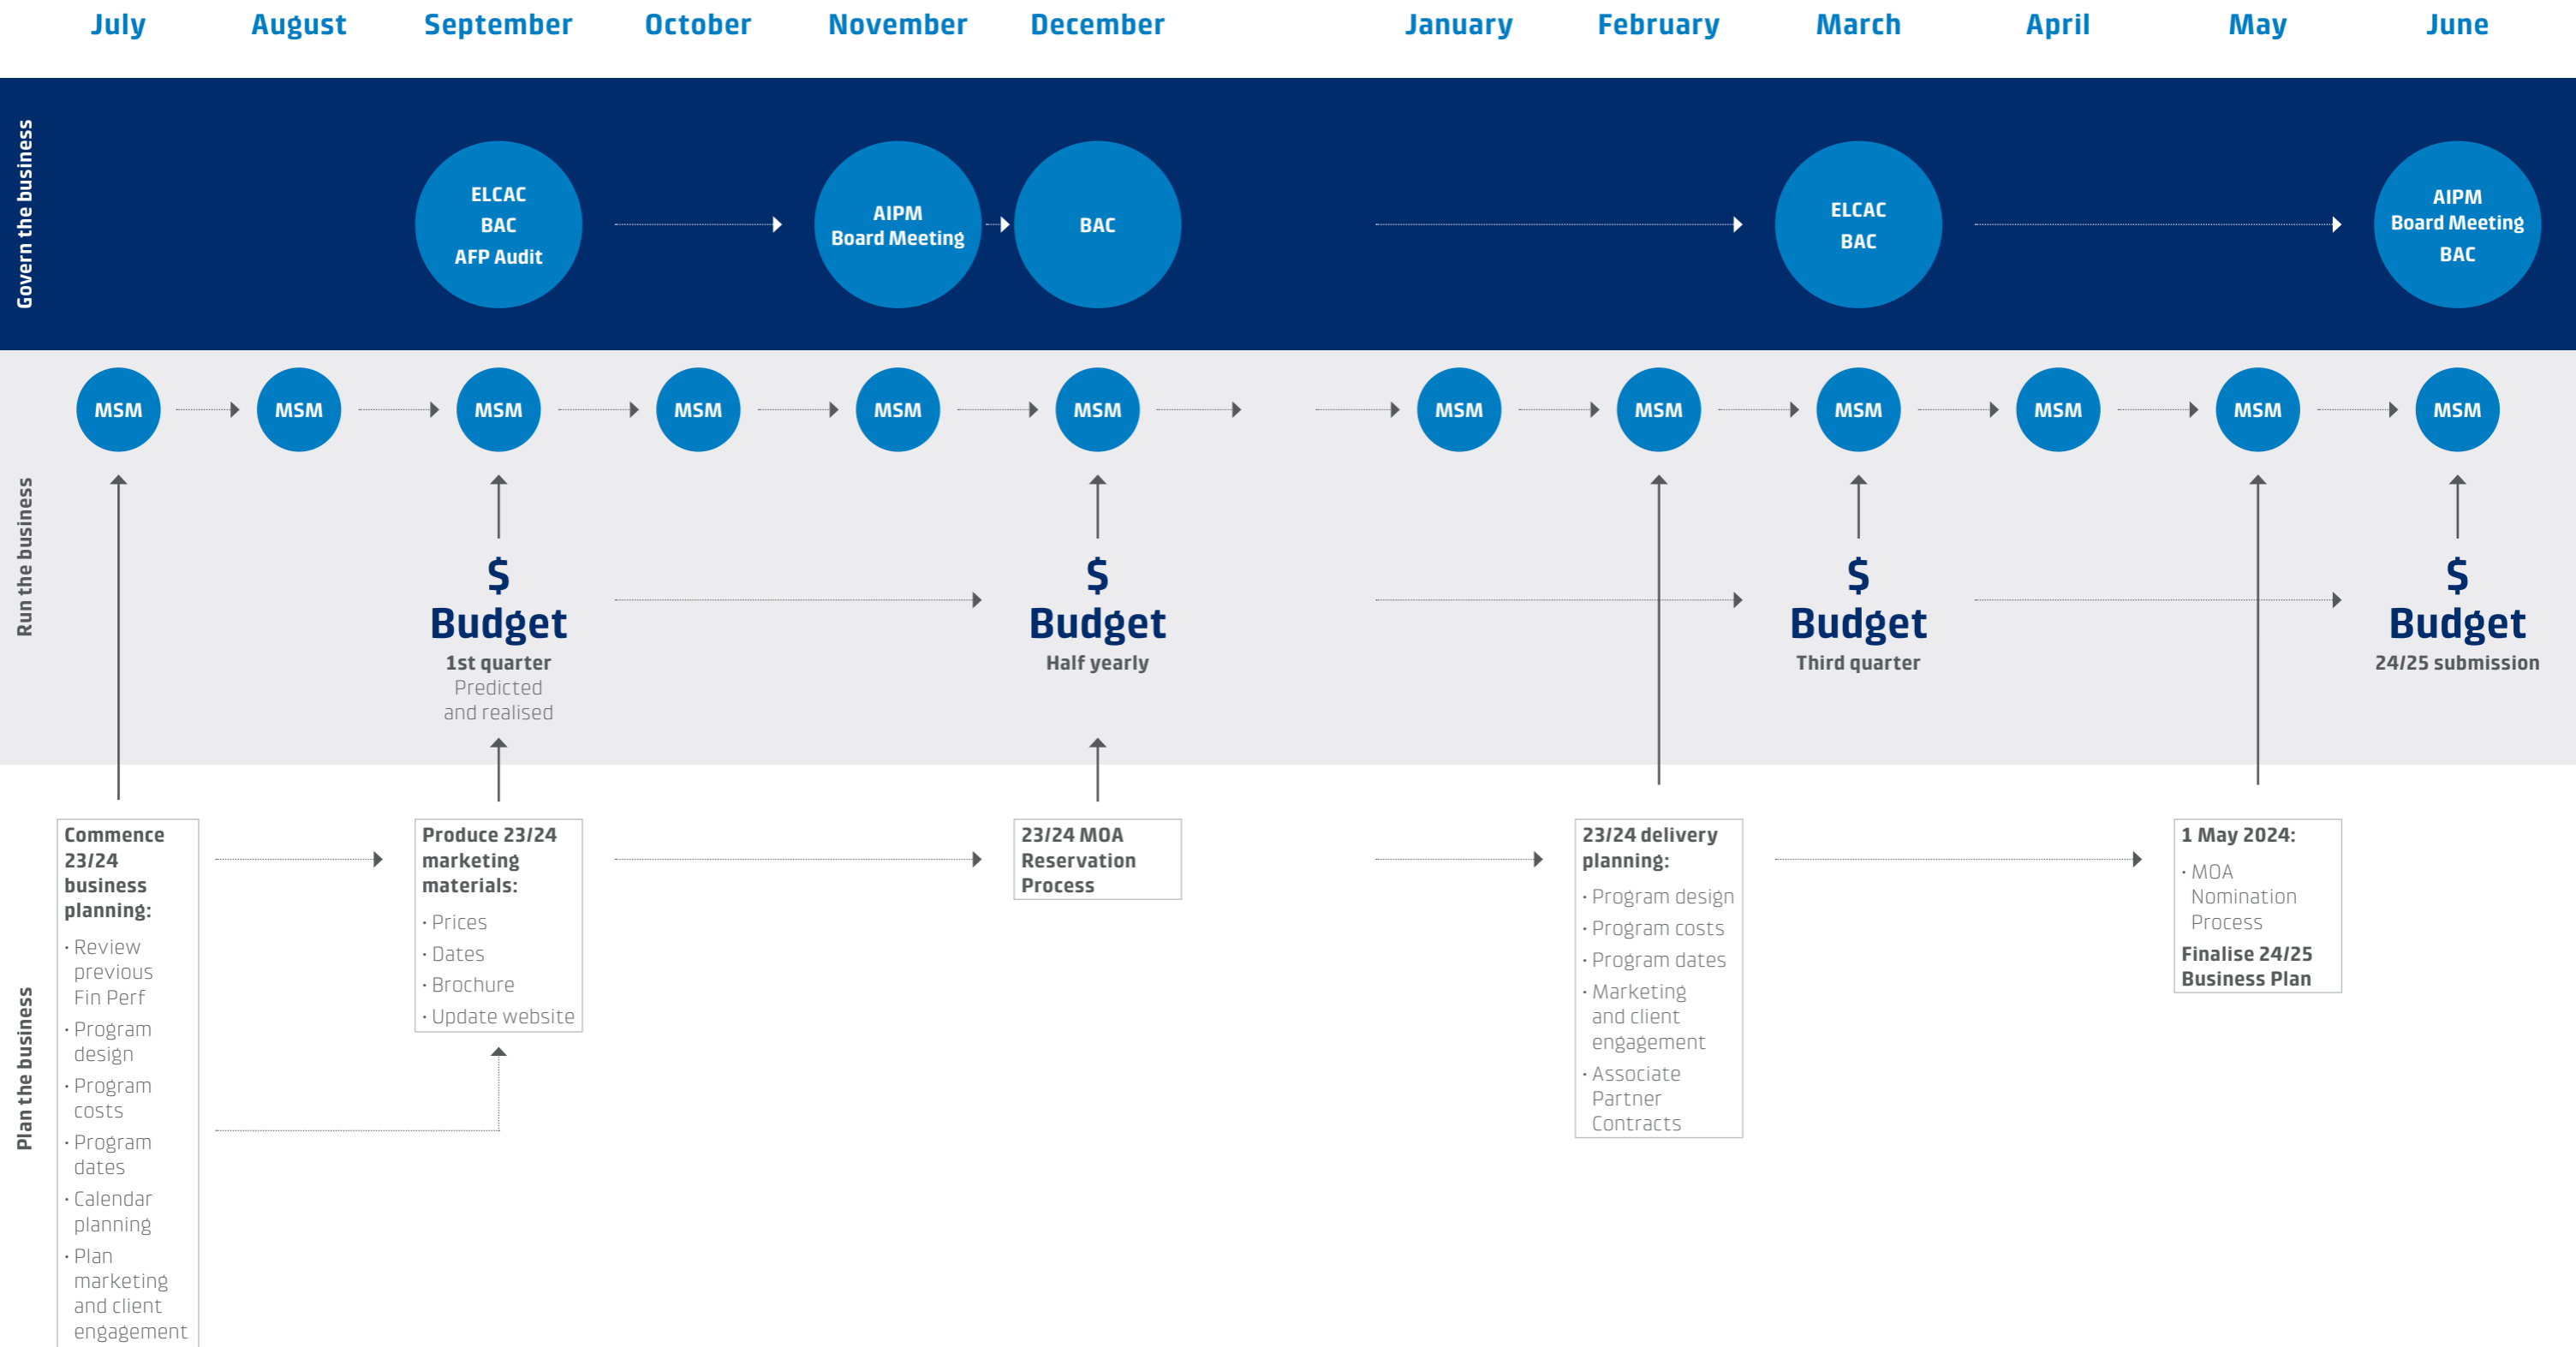 July
August
September
October
November
December
January
February
March
April
May
June
Govern the business
ELCAC
BAC
AFP Audit
AIPM
Board Meeting
BAC
ELCAC
BAC
AIPM
Board Meeting
BAC
Run the business
MSM
MSM
MSM
MSM
MSM
MSM
MSM
MSM
MSM
MSM
MSM
MSM
$
Budget
1st quarter
Predicted
and realised
$
Budget
Half yearly
$
Budget
Third quarter
$
Budget
24/25 submission
Plan the business
Commence
23/24
business
planning:
• Review
previous
Fin Perf
• Program
design
• Program
costs
• Program
dates
• Calendar
planning
• Plan
marketing
and client
engagement
Produce 23/24
marketing
materials:
• Prices
• Dates
• Brochure
• Update website
23/24 MOA
Reservation
Process
23/24 delivery
planning:
• Program design
• Program costs
• Program dates
• Marketing
and client
engagement
• Associate
Partner
Contracts
1 May 2024:
• MOA
Nomination
Process
Finalise 24/25
Business Plan